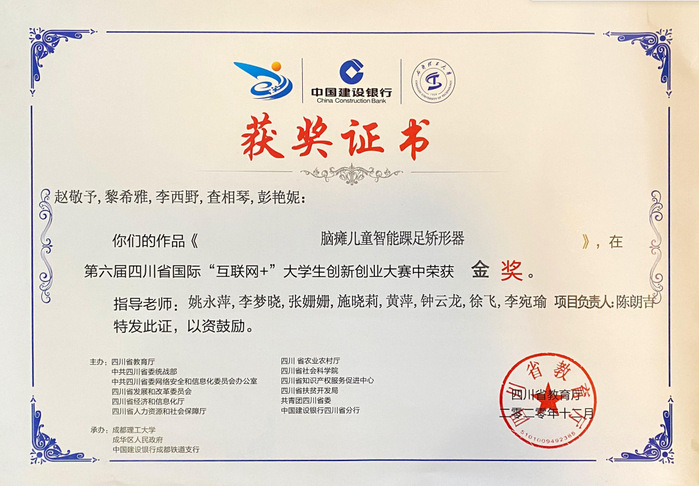 中国建设银行
China Construction Bank
获奖证书
赵敬予,黎希雅,李西野,查相琴,彭艳妮:
你们的作品《 脑瘫儿童智能踝足矫形器 》,在
第六届四川省国际“互联网+”大学生创新创业大赛中荣获 金 奖。
指导老师: 姚永萍,李梦晓,张姗姗,施晓莉,黄萍,钟云龙,徐飞,李宛瑜 项目负责人:陈朗吉
特发此证,以资鼓励。
主办:四川省教育厅
中共四川省委统战部
中共四川省委网络安全和信息化委员会办公室
四川省发展和改革委员会
四川省经济和信息化厅
四川省人力资源和社会保障厅
四川省农业农村厅
四川省社会科学院
四川省知识产权服务促进中心
四川省扶贫开发局
共青团四川省委
中国建设银行四川省分行
承办:成都理工大学
成华区人民政府
中国建设银行成都铁道支行
四川省教育厅
四川省教育厅
二〇二〇年十二月